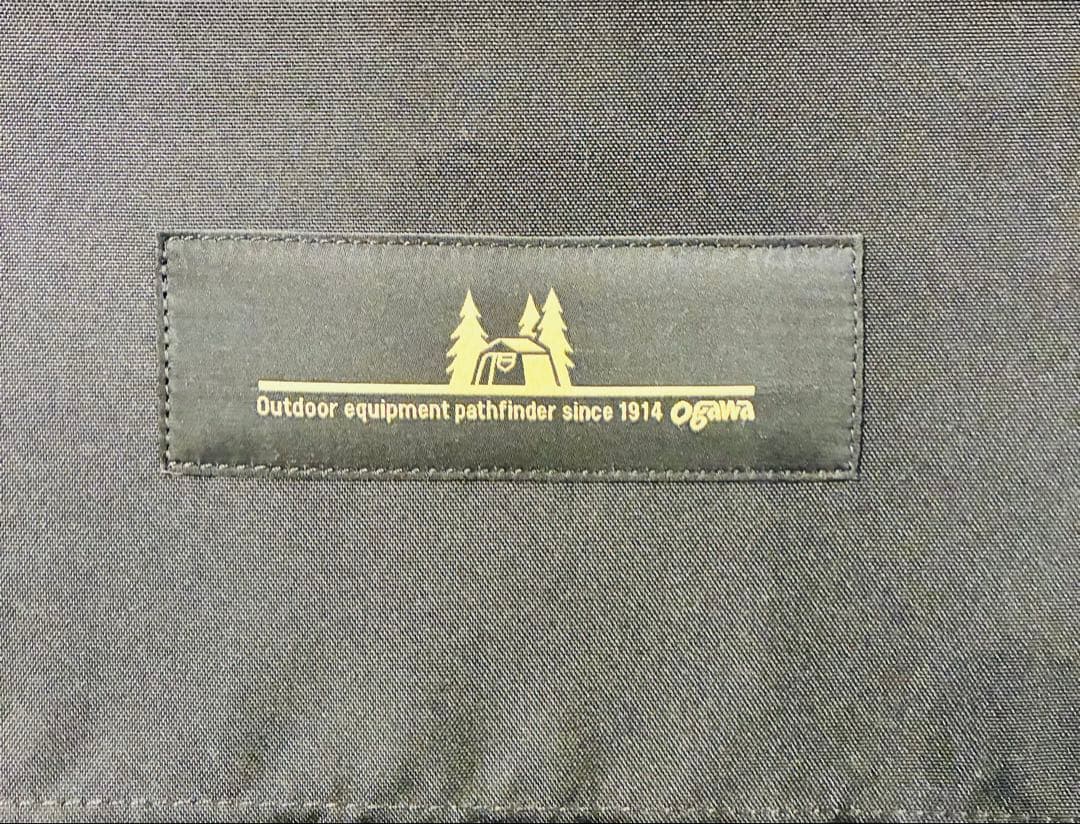 Outdoor equipment pathfinder since 1914 ogawa